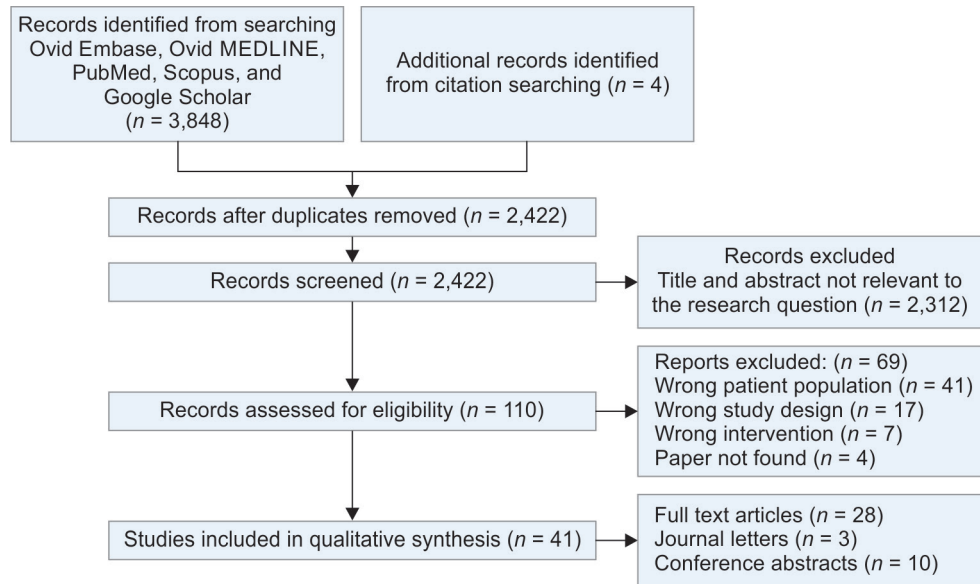 Records identified from searching
Ovid Embase, Ovid MEDLINE,
PubMed, Scopus, and
Google Scholar
(n = 3,848)
Additional records identified
from citation searching (n = 4)
Records after duplicates removed (n = 2,422)
Records screened (n = 2,422)
Records excluded
Title and abstract not relevant to
the research question (n = 2,312)
Records assessed for eligibility (n = 110)
Reports excluded: (n = 69)
Wrong patient population (n = 41)
Wrong study design (n = 17)
Wrong intervention (n = 7)
Paper not found (n = 4)
Studies included in qualitative synthesis (n = 41)
Full text articles (n = 28)
Journal letters (n = 3)
Conference abstracts (n = 10)